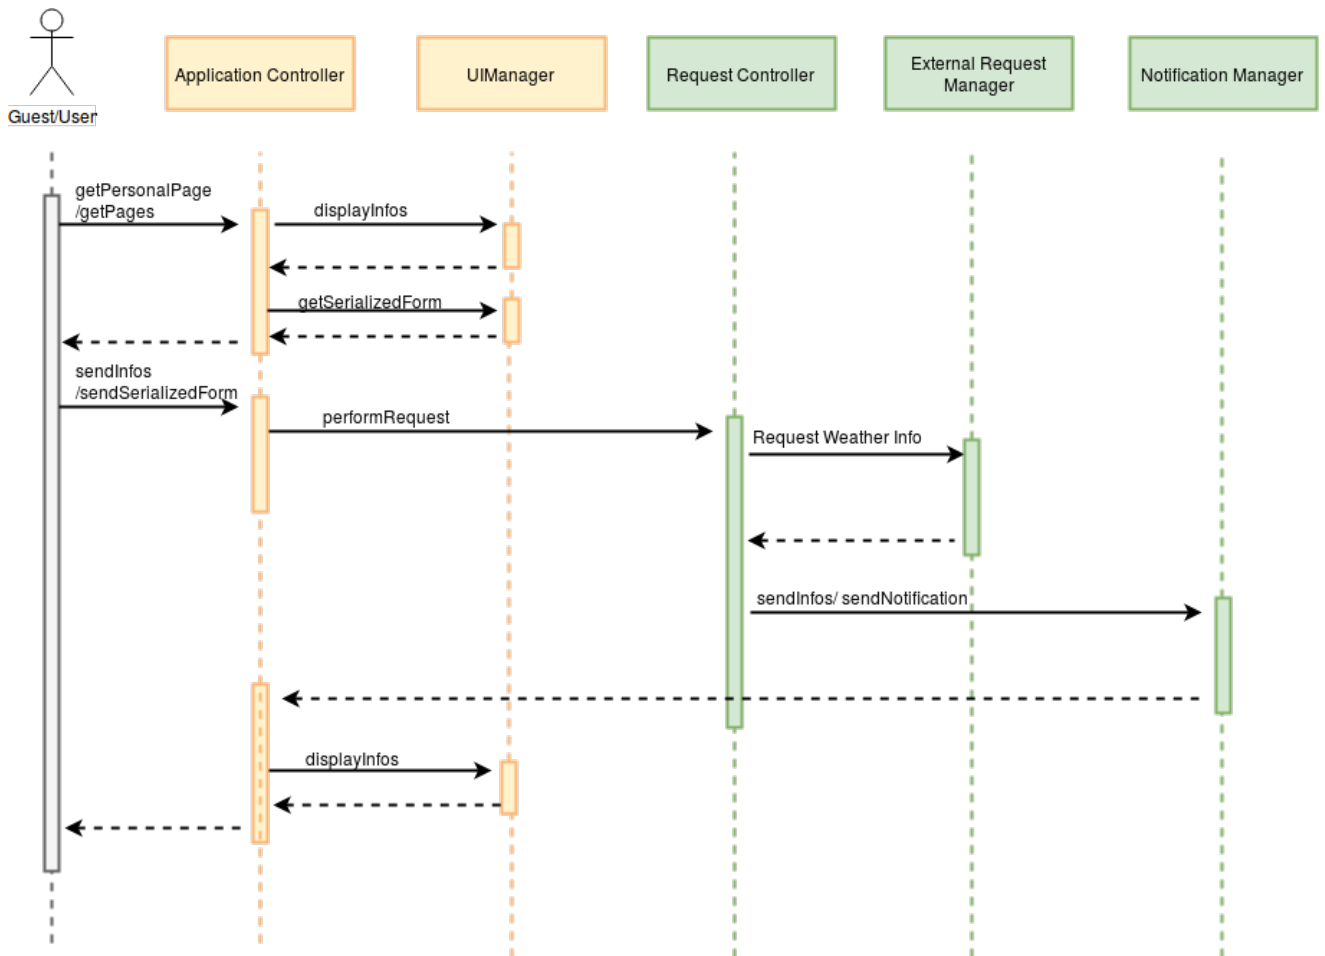 Guest/User
Application Controller
UIManager
Request Controller
External Request
Manager
Notification Manager
getPersonalPage
/getPages
displayInfos
getSerializedForm
sendInfos
/sendSerializedForm
performRequest
Request Weather Info
sendInfos/ sendNotification
displayInfos